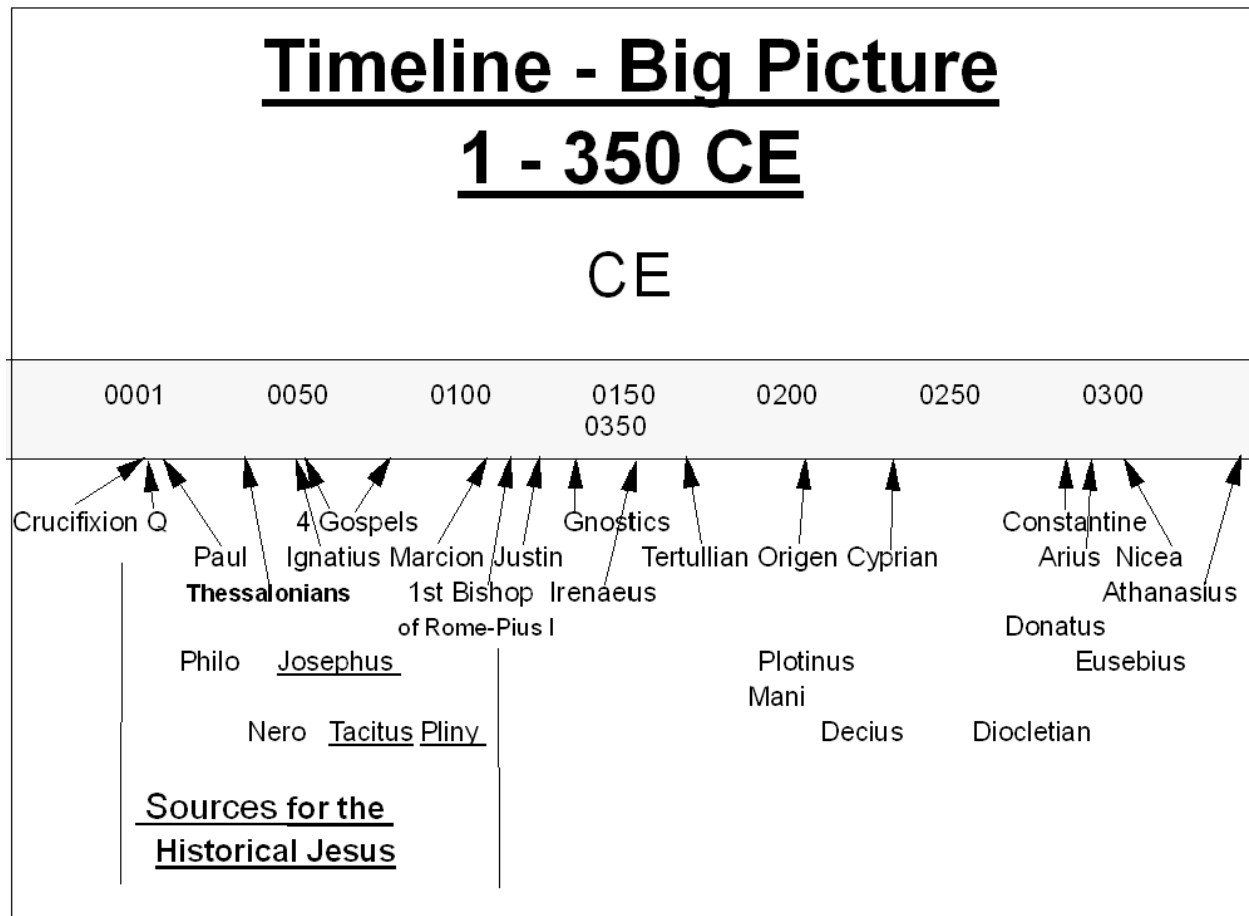 Timeline - Big Picture
1 - 350 CE
CE
0001 0050 0100 0150 0200 0250 0300
0350
Crucifixion Q 4 Gospels Gnostics Constantine
Paul Ignatius Marcion Justin Tertullian Origen Cyprian Arius Nicea
Thessalonians 1st Bishop Irenaeus Athanasius
of Rome-Pius I Donatus
Philo Josephus Plotinus Eusebius
Mani
Nero Tacitus Pliny Decius Diocletian
Sources for the
Historical Jesus